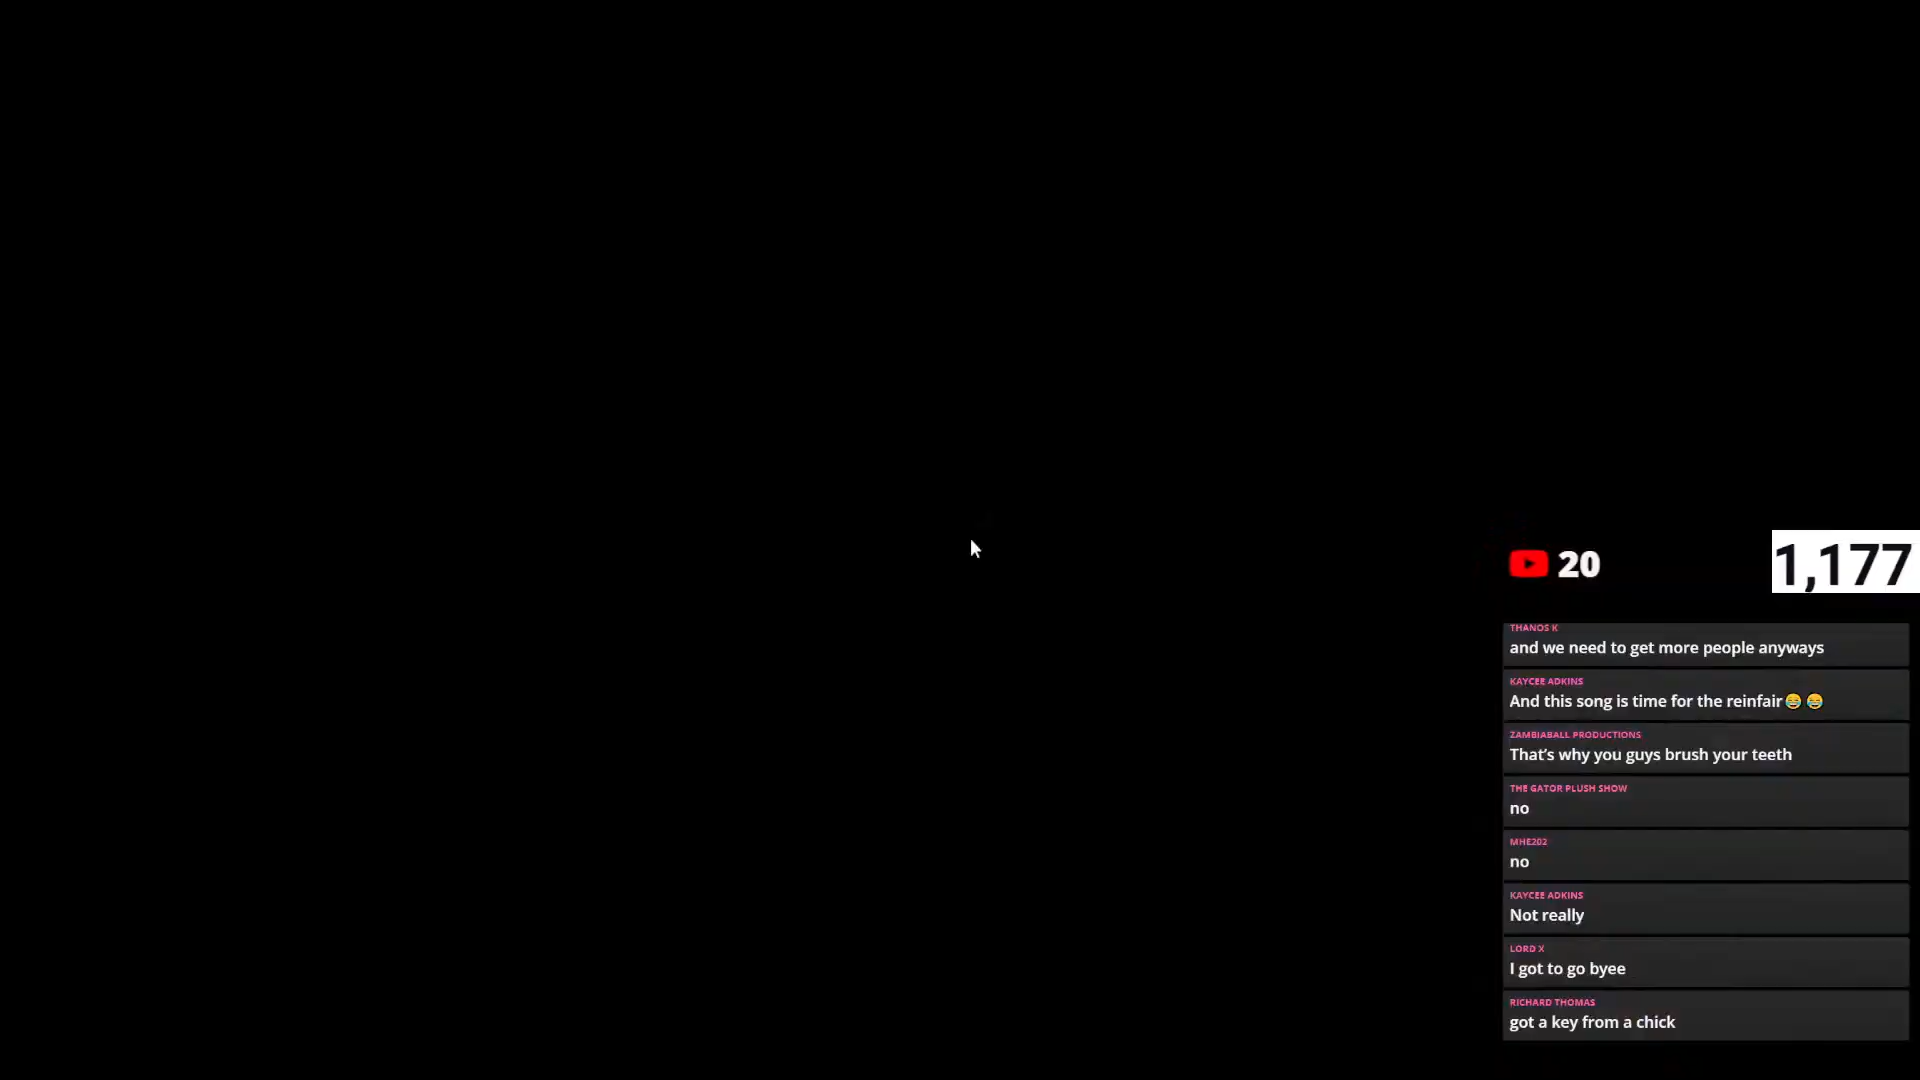 20
1,177
THANOS K
and we need to get more people anyways
KAYCEE ADKINS
And this song is time for the reinfair😂 😂
ZAMBIABALL PRODUCTIONS
That's why you guys brush your teeth
THE GATOR PLUSH SHOW
no
MHE202
no
KAYCEE ADKINS
Not really
LORD X
I got to go byee
RICHARD THOMAS
got a key from a chick